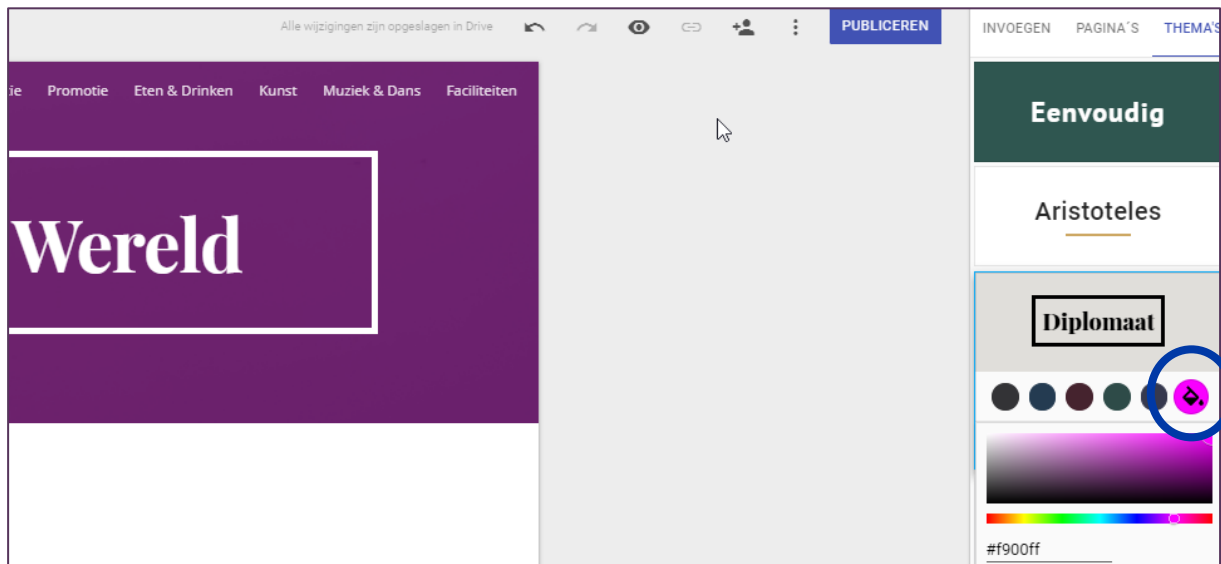 Alle wijzigingen zijn opgeslagen in Drive
PUBLICEREN
INVOEGEN PAGINA´S THEMA'S
ie Promotie Eten & Drinken Kunst Muziek & Dans Faciliteiten
Wereld
Eenvoudig
Aristoteles
Diplomaat
#f900ff